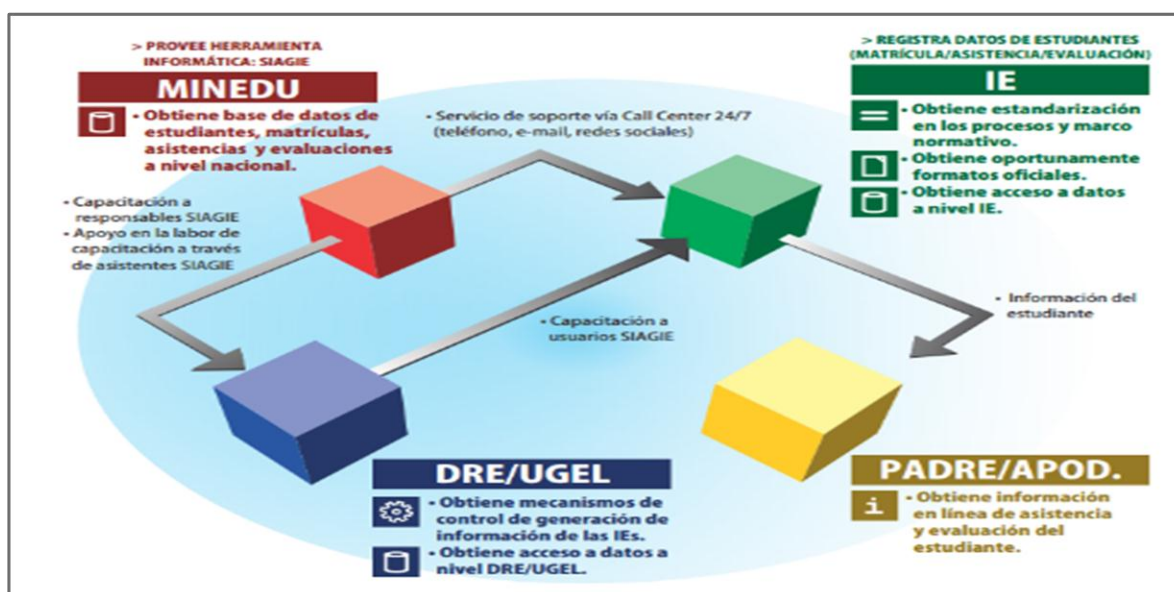 > PROVEE HERRAMIENTA
INFORMÁTICA: SIAGIE
MINEDU
• Obtiene base de datos de
estudiantes, matrículas,
asistencias y evaluaciones
a nivel nacional.
• Servicio de soporte vía Call Center 24/7
(teléfono, e-mail, redes sociales)
> REGISTRA DATOS DE ESTUDIANTES
(MATRÍCULA/ASISTENCIA/EVALUACIÓN)
IE
• Obtiene estandarización
en los procesos y marco
normativo.
• Obtiene oportunamente
formatos oficiales.
• Obtiene acceso a datos
a nivel IE.
• Capacitación a
responsables SIAGIE
• Apoyo en la labor de
capacitación a través
de asistentes SIAGIE
• Capacitación a
usuarios SIAGIE
• Información del
estudiante
DRE/UGEL
• Obtiene mecanismos de
control de generación de
información de las IEs.
• Obtiene acceso a datos a
nivel DRE/UGEL.
PADRE/APOD.
i
• Obtiene información
en línea de asistencia
y evaluación del
estudiante.